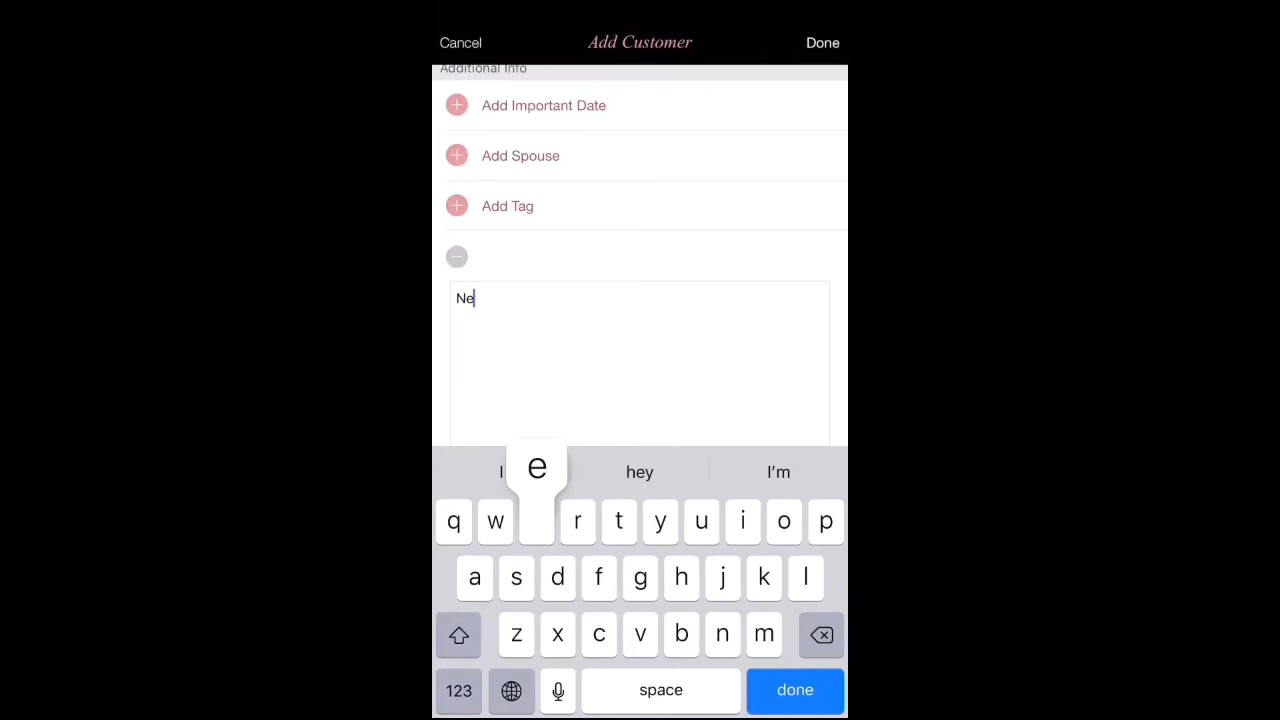 Cancel Add Customer Done
Additional Info
Add Important Date
Add Spouse
Add Tag
Ne
I e hey I'm
q w r t y u i o p
a s d f g h j k l
z x c v b n m
123 space done